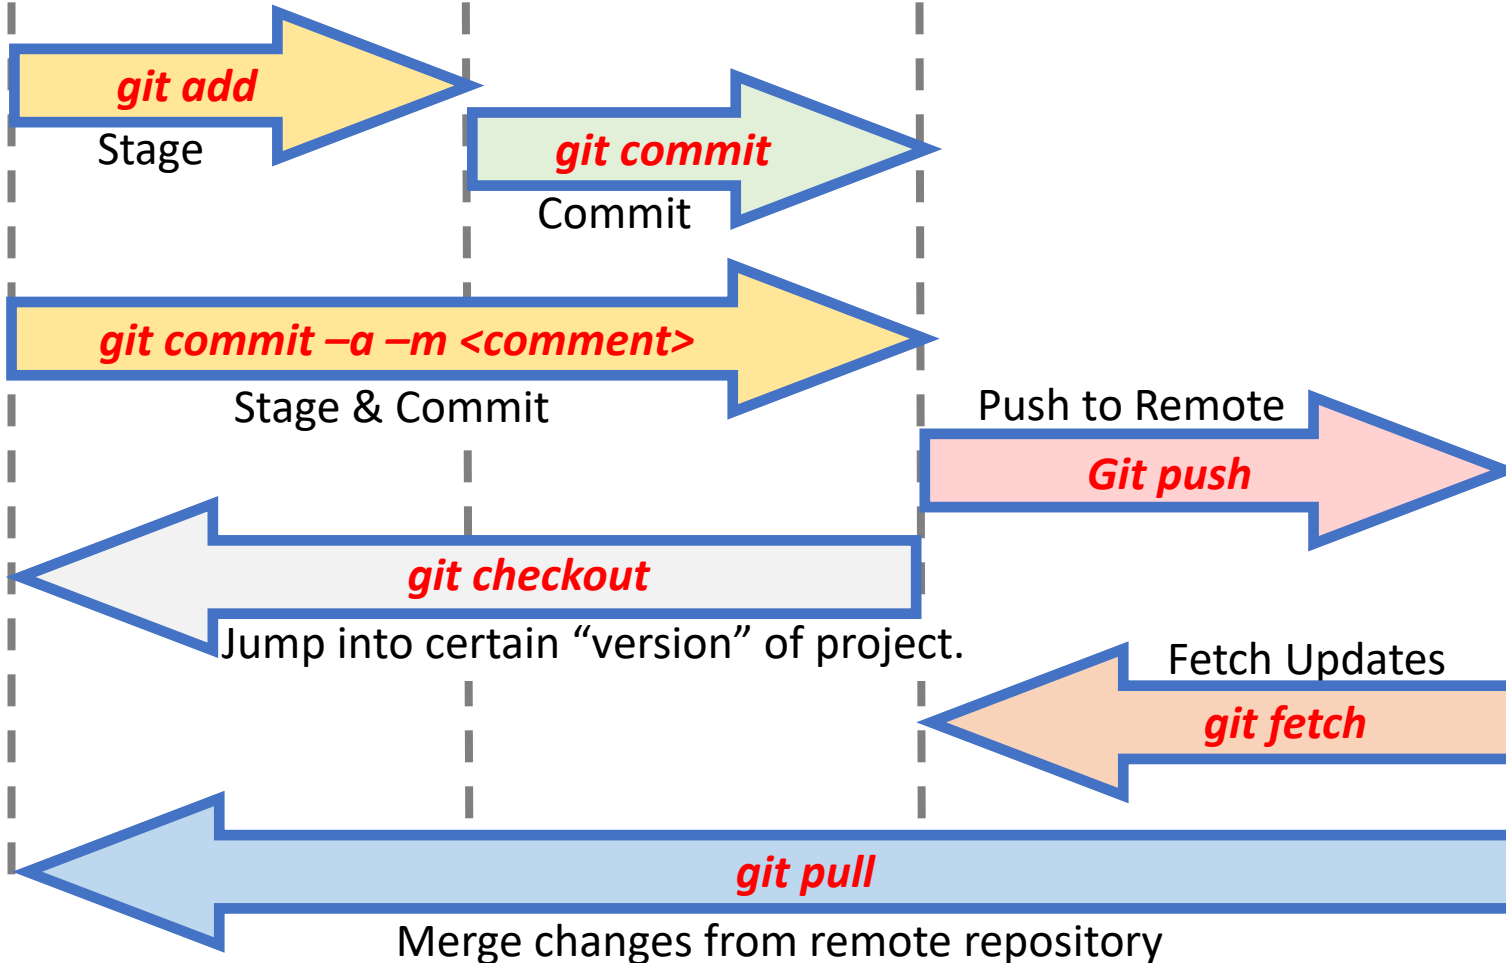 git add
Stage
git commit
Commit
git commit –a –m <comment>
Stage & Commit
Push to Remote
Git push
git checkout
Jump into certain “version” of project.
Fetch Updates
git fetch
git pull
Merge changes from remote repository